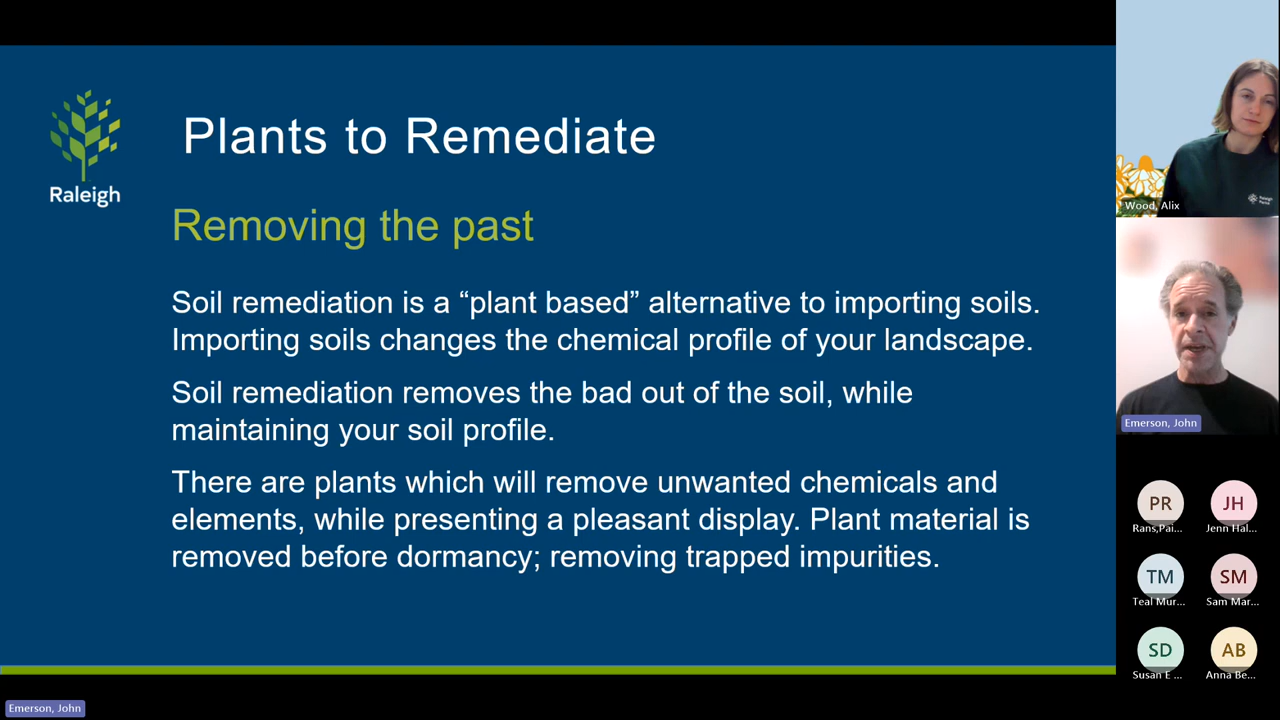 Plants to Remediate
Raleigh
Removing the past
Soil remediation is a “plant based” alternative to importing soils.
Importing soils changes the chemical profile of your landscape.
Soil remediation removes the bad out of the soil, while
maintaining your soil profile.
There are plants which will remove unwanted chemicals and
elements, while presenting a pleasant display. Plant material is
removed before dormancy; removing trapped impurities.
Emerson, John
Wood, Alix
Emerson, John
PR
Rans,Pai...
JH
Jenn Hal...
TM
Teal Mur...
SM
Sam Mar...
SD
Susan E ...
AB
Anna Be...